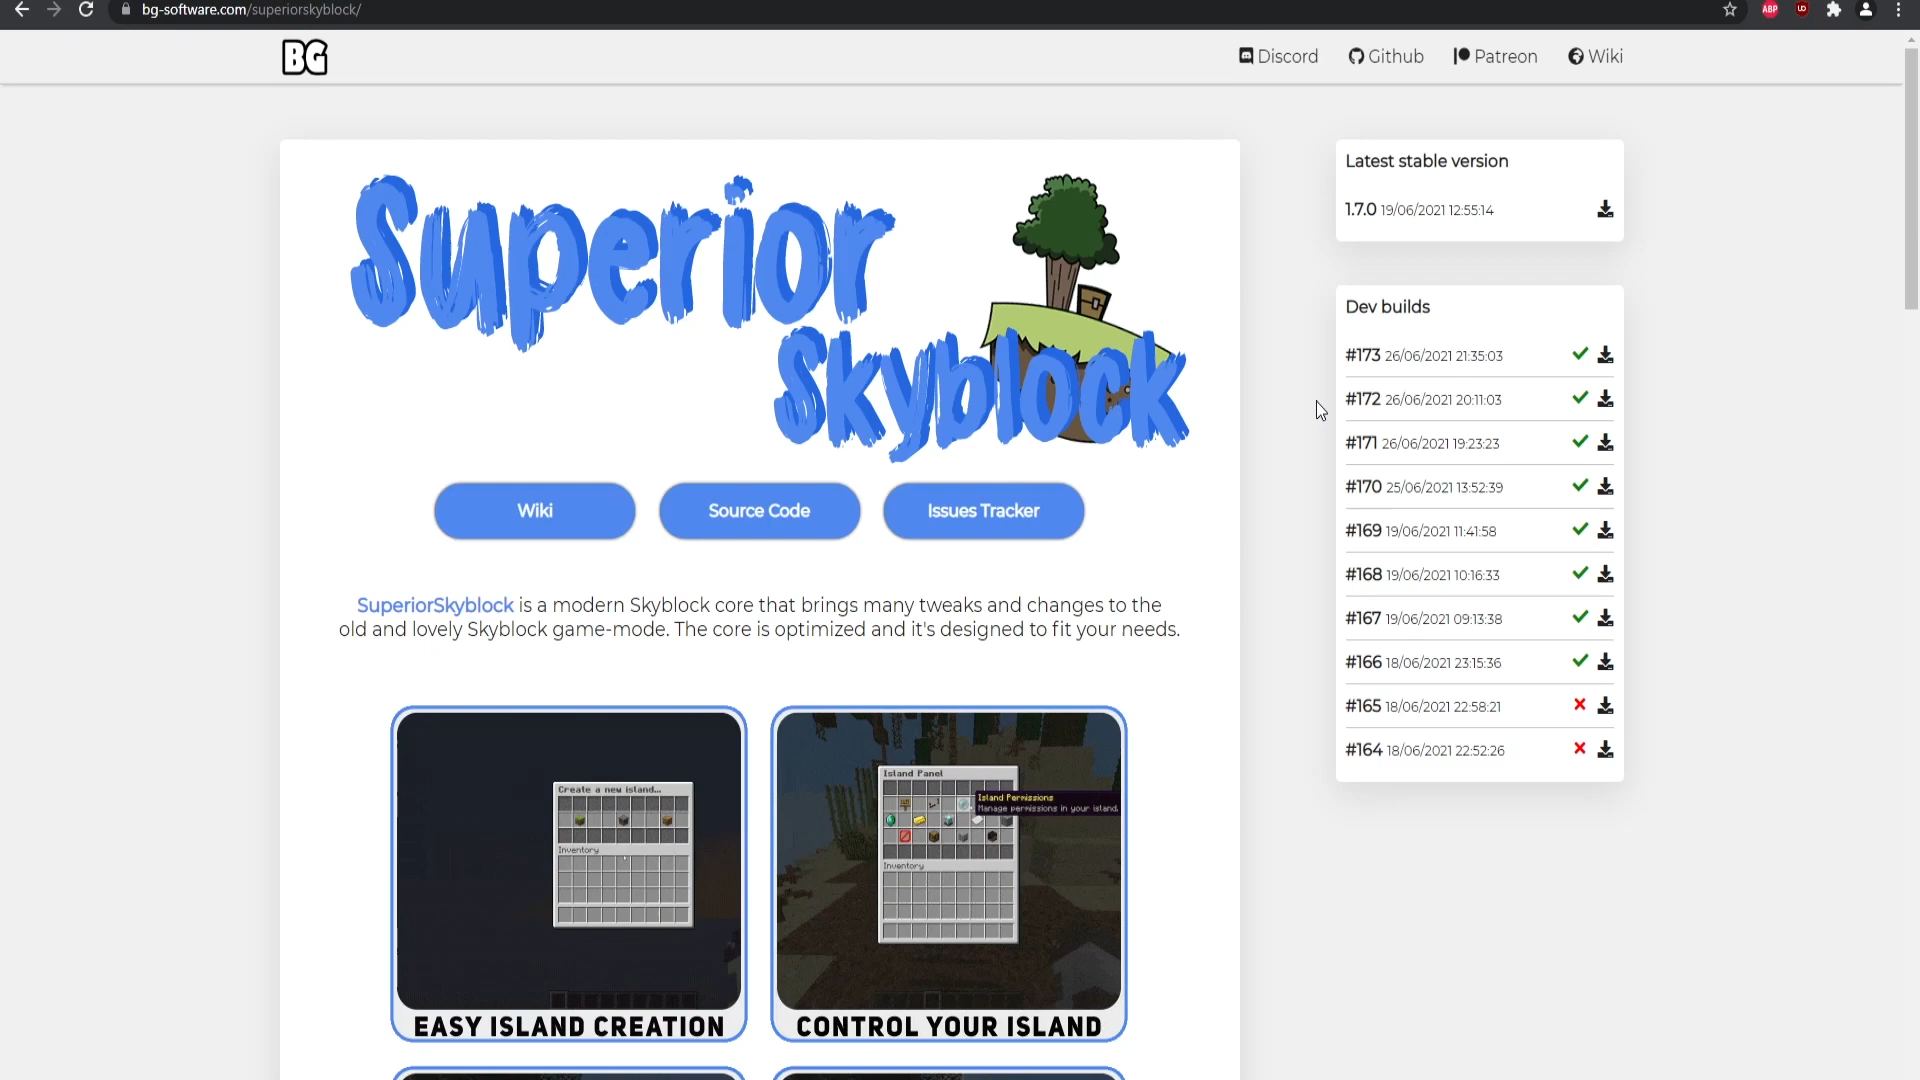 bg-software.com/superiorskyblock/
ABP
UD
BG
Discord
Github
Patreon
Wiki
Superior
Skyblock
Wiki
Source Code
Issues Tracker
SuperiorSkyblock is a modern Skyblock core that brings many tweaks and changes to the
old and lovely Skyblock game-mode. The core is optimized and it's designed to fit your needs.
Create a new island...
Inventory
EASY ISLAND CREATION
Island Panel
Island Permissions
Manage permissions in your island.
Inventory
CONTROL YOUR ISLAND
Latest stable version
1.7.0 19/06/2021 12:55:14
Dev builds
#173 26/06/2021 21:35:03
#172 26/06/2021 20:11:03
#171 26/06/2021 19:23:23
#170 25/06/2021 13:52:39
#169 19/06/2021 11:41:58
#168 19/06/2021 10:16:33
#167 19/06/2021 09:13:38
#166 18/06/2021 23:15:36
#165 18/06/2021 22:58:21
#164 18/06/2021 22:52:26